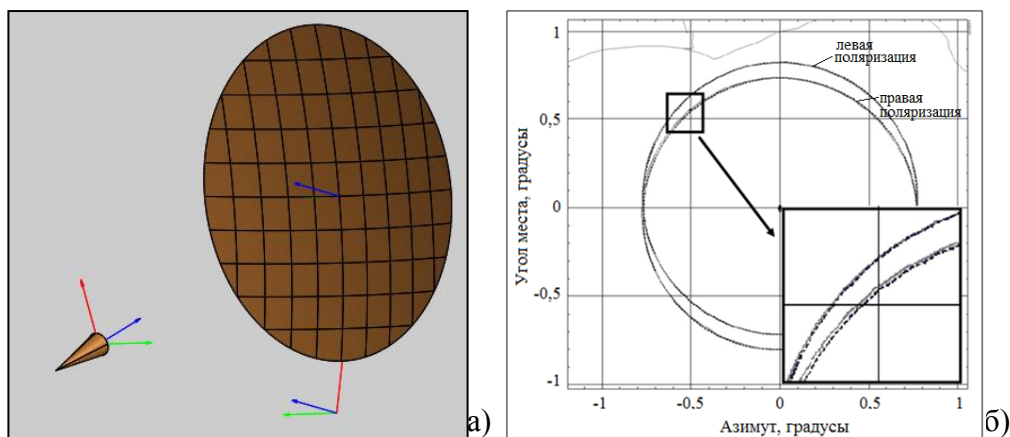 левая
поляризация
правая
поляризация
1
0,5
0
-0,5
-1
Угол места, градусы
-1
-0.5
0
0.5
1
Азимут, градусы
а)
б)